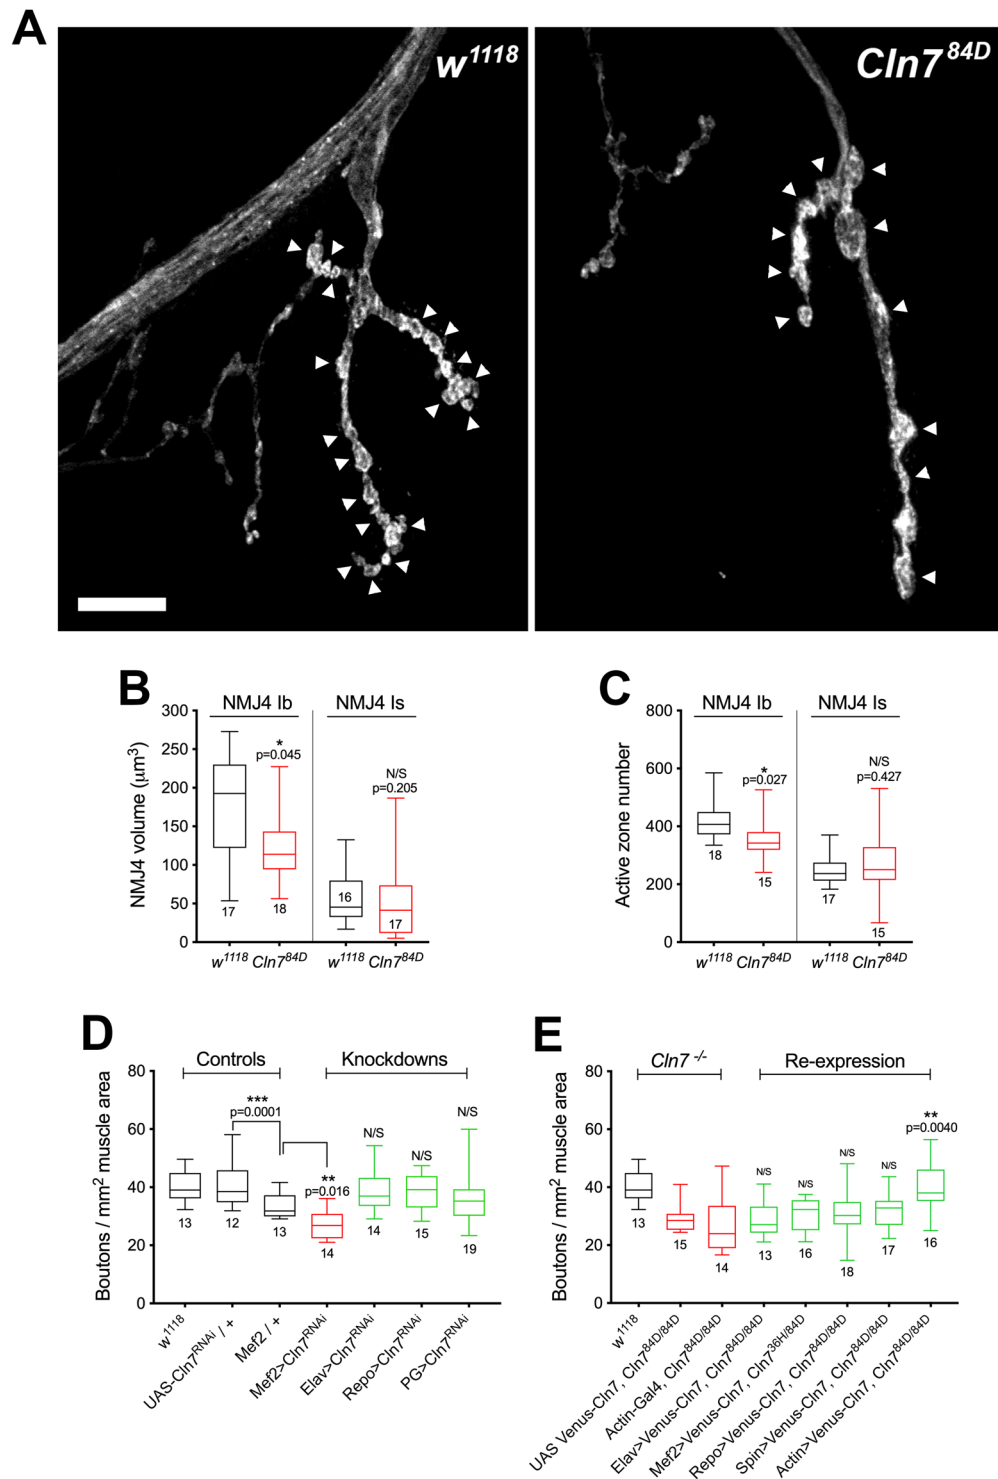 A
w1118
Cln7 84D
B
NMJ4 Ib
NMJ4 Is
NMJ4 volume (μm3)
300
250
200
150
100
50
0
*
p=0.045
N/S
p=0.205
17
18
16
17
w1118 Cln784D
w1118 Cln784D
C
NMJ4 Ib
NMJ4 Is
Active zone number
800
600
400
200
0
*
p=0.027
N/S
p=0.427
18
15
17
15
w1118 Cln784D
w1118 Cln784D
D
Controls
Knockdowns
Boutons / mm2 muscle area
80
60
40
20
0
***
p=0.0001
**
p=0.016
N/S
N/S
N/S
13
12
13
14
14
15
19
w1118
UAS-Cln7RNAi / +
Mef2 / +
Mef2>Cln7RNAi
Elav>Cln7RNAi
Repo>Cln7RNAi
PG>Cln7RNAi
E
Cln7 -/-
Re-expression
Boutons / mm2 muscle area
80
60
40
20
0
N/S
N/S
N/S
N/S
**
p=0.0040
13
15
14
13
16
18
17
16
w1118
UAS Venus-Cln7, Cln784D/84D
Actin-Gal4, Cln784D/84D
Elav>Venus-Cln7, Cln784D/84D
Mef2>Venus-Cln7, Cln736H/84D
Repo>Venus-Cln7, Cln784D/84D
Spin>Venus-Cln7, Cln784D/84D
Actin>Venus-Cln7, Cln784D/84D